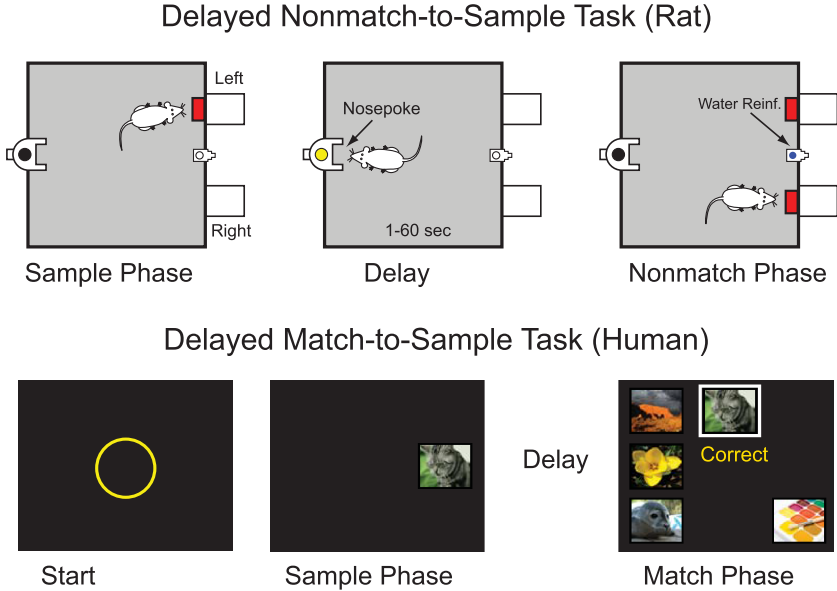 Delayed Nonmatch-to-Sample Task (Rat)
Left
Right
Sample Phase
Nosepoke
1-60 sec
Delay
Water Reinf.
Nonmatch Phase
Delayed Match-to-Sample Task (Human)
Start
Sample Phase
Delay
Correct
Match Phase